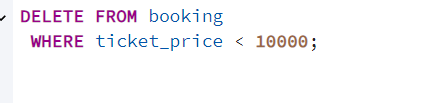 DELETE FROM booking
WHERE ticket_price < 10000;